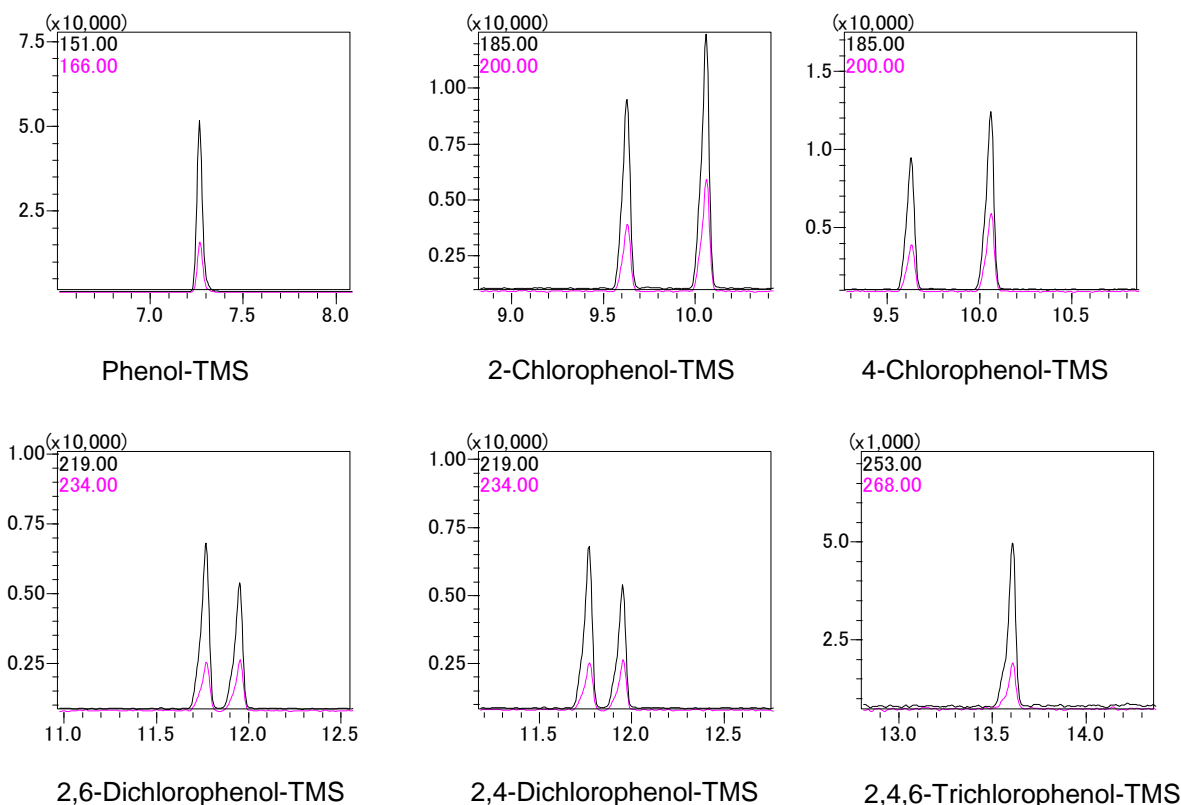 (x10,000)
7.5
151.00
166.00
5.0
2.5
7.0 7.5 8.0
Phenol-TMS
(x10,000)
185.00
200.00
1.00
0.75
0.50
0.25
9.0 9.5 10.0
2-Chlorophenol-TMS
(x10,000)
185.00
200.00
1.5
1.0
0.5
9.5 10.0 10.5
4-Chlorophenol-TMS
(x10,000)
1.00
219.00
234.00
0.75
0.50
0.25
11.0 11.5 12.0 12.5
2,6-Dichlorophenol-TMS
(x10,000)
1.00
219.00
234.00
0.75
0.50
0.25
11.5 12.0 12.5
2,4-Dichlorophenol-TMS
(x1,000)
253.00
268.00
5.0
2.5
13.0 13.5 14.0
2,4,6-Trichlorophenol-TMS